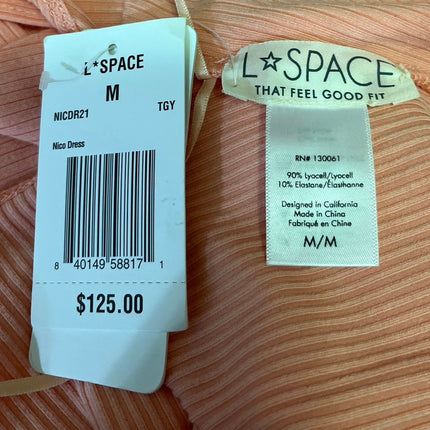 L*SPACE
M
NICDR21 TGY
Nico Dress
8 40149 58817 1
$125.00
L☆SPACE
THAT FEEL GOOD FIT
RN# 130061
90% Lyocell/Lyocell
10% Elastane/Élasthanne
Designed in California
Made in China
Fabriqué en Chine
M/M